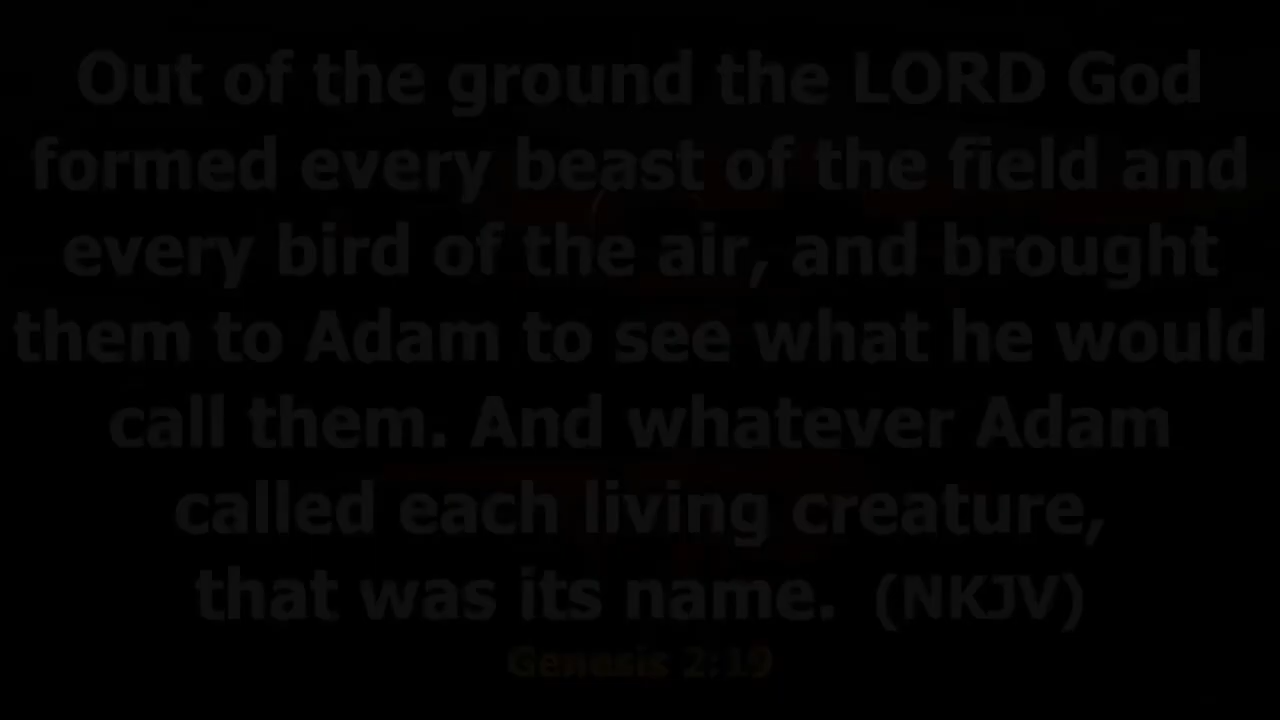 Out of the ground the LORD God
formed every beast of the field and
every bird of the air, and brought
them to Adam to see what he would
call them. And whatever Adam
called each living creature,
that was its name. (NKJV)
Genesis 2:19